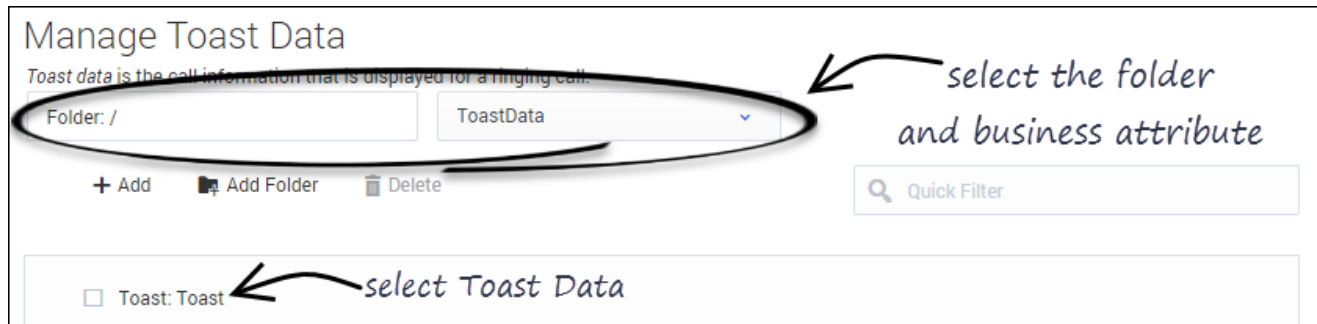 Manage Toast Data
Toast data is the call information that is displayed for a ringing call.
Folder: /
ToastData
select the folder
and business attribute
+ Add
Add Folder
Delete
Quick Filter
Toast: Toast
select Toast Data